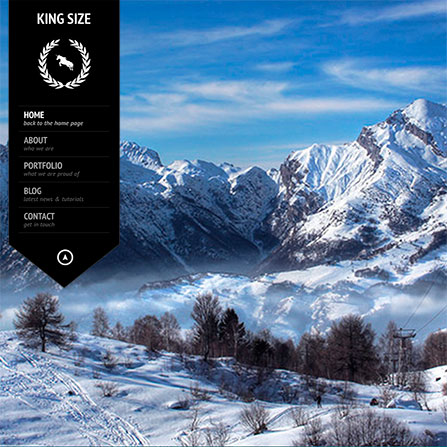 KING SIZE
HOME
back to the home page
ABOUT
who we are
PORTFOLIO
what we are proud of
BLOG
latest news & tutorials
CONTACT
get in touch